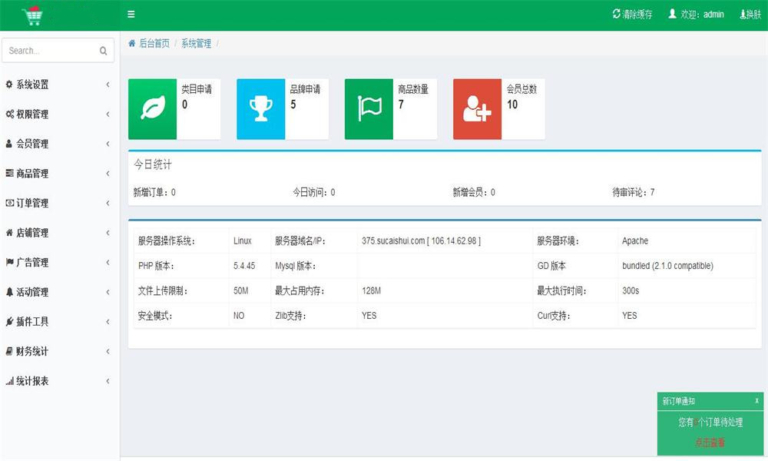 清除缓存 欢迎：admin 换肤
Search...
后台首页 / 系统管理 /
系统设置
权限管理
会员管理
商品管理
订单管理
店铺管理
广告管理
活动管理
插件工具
财务统计
统计报表
类目申请
0
品牌申请
5
商品数量
7
会员总数
10
今日统计
新增订单：0 今日访问：0 新增会员：0 待审评论：7
服务器操作系统： Linux 服务器域名/IP： 375.sucaishui.com [ 106.14.62.98 ] 服务器环境： Apache
PHP 版本： 5.4.45 Mysql 版本： GD 版本 bundled (2.1.0 compatible)
文件上传限制： 50M 最大占用内存： 128M 最大执行时间： 300s
安全模式： NO Zlib支持： YES Curl支持： YES
新订单通知 x
您有 个订单待处理
点击查看